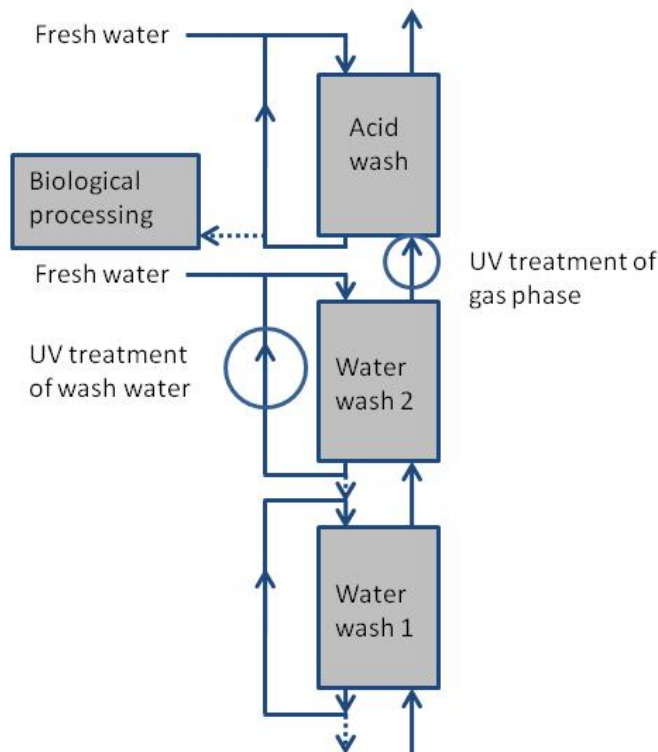 Fresh water
Acid
wash
Biological
processing
UV treatment of
gas phase
Fresh water
UV treatment
of wash water
Water
wash 2
Water
wash 1